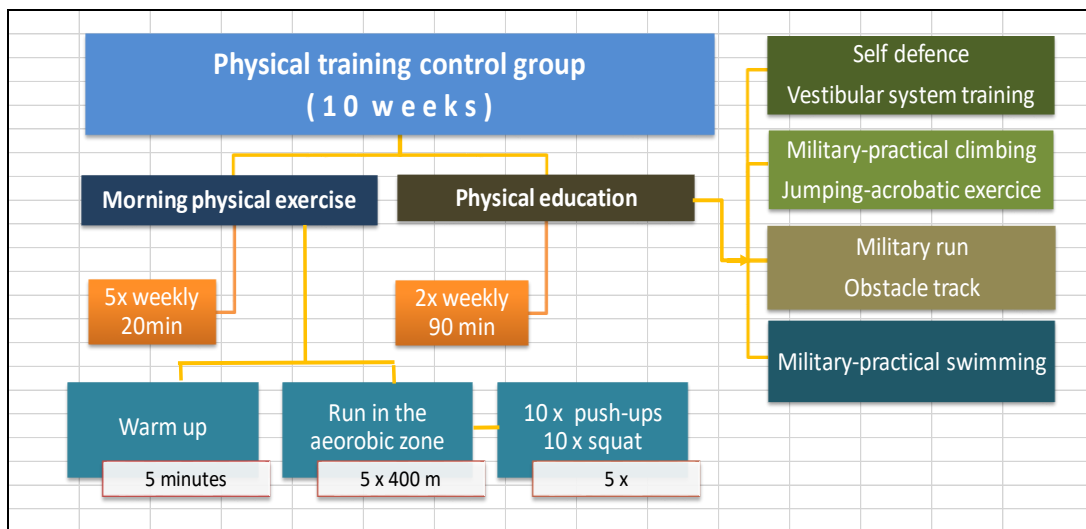 Physical training control group
( 1 0 w e e k s )
Morning physical exercise
Physical education
5x weekly
20min
2x weekly
90 min
Warm up
5 minutes
Run in the
aeorobic zone
5 x 400 m
10 x push-ups
10 x squat
5 x
Self defence
Vestibular system training
Military-practical climbing
Jumping-acrobatic exercice
Military run
Obstacle track
Military-practical swimming